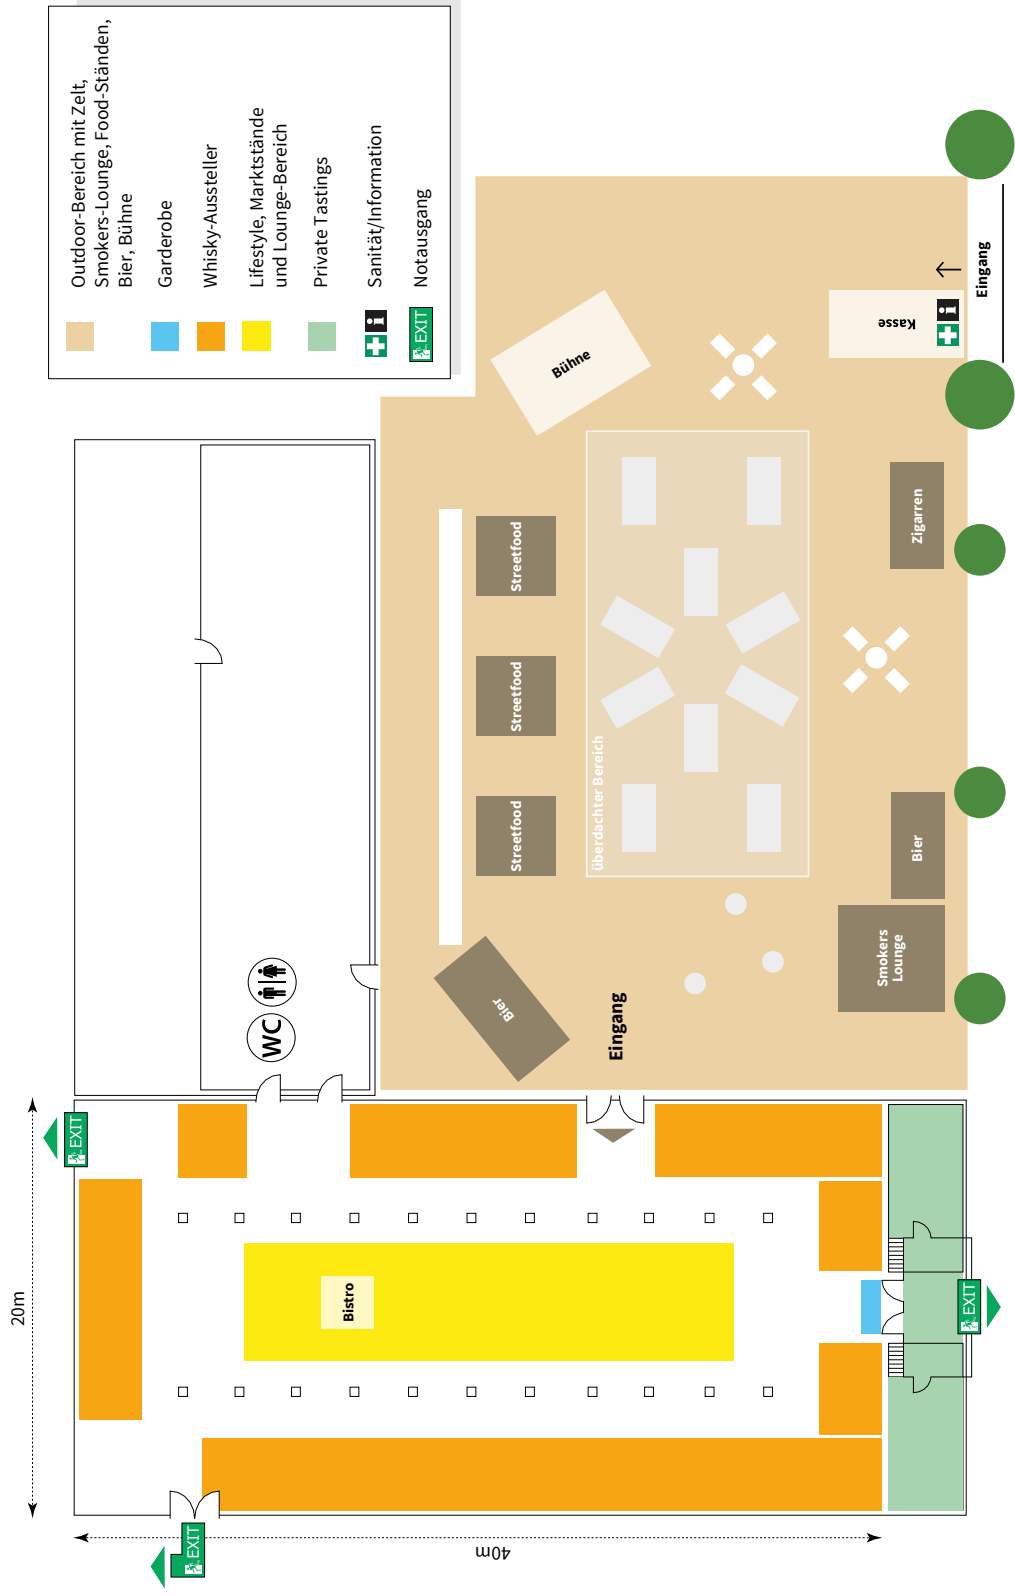 Outdoor-Bereich mit Zelt,
Smokers-Lounge, Food-Ständen,
Bier, Bühne
Garderobe
Whisky-Aussteller
Lifestyle, Marktstände
und Lounge-Bereich
Private Tastings
Sanität/Information
EXIT
Notausgang
Bühne
Kasse
Eingang
Streetfood
Streetfood
Streetfood
überdachter Bereich
Zigarren
Bier
Smokers
Lounge
Bier
Eingang
WC
EXIT
20m
Bistro
EXIT
EXIT
40m